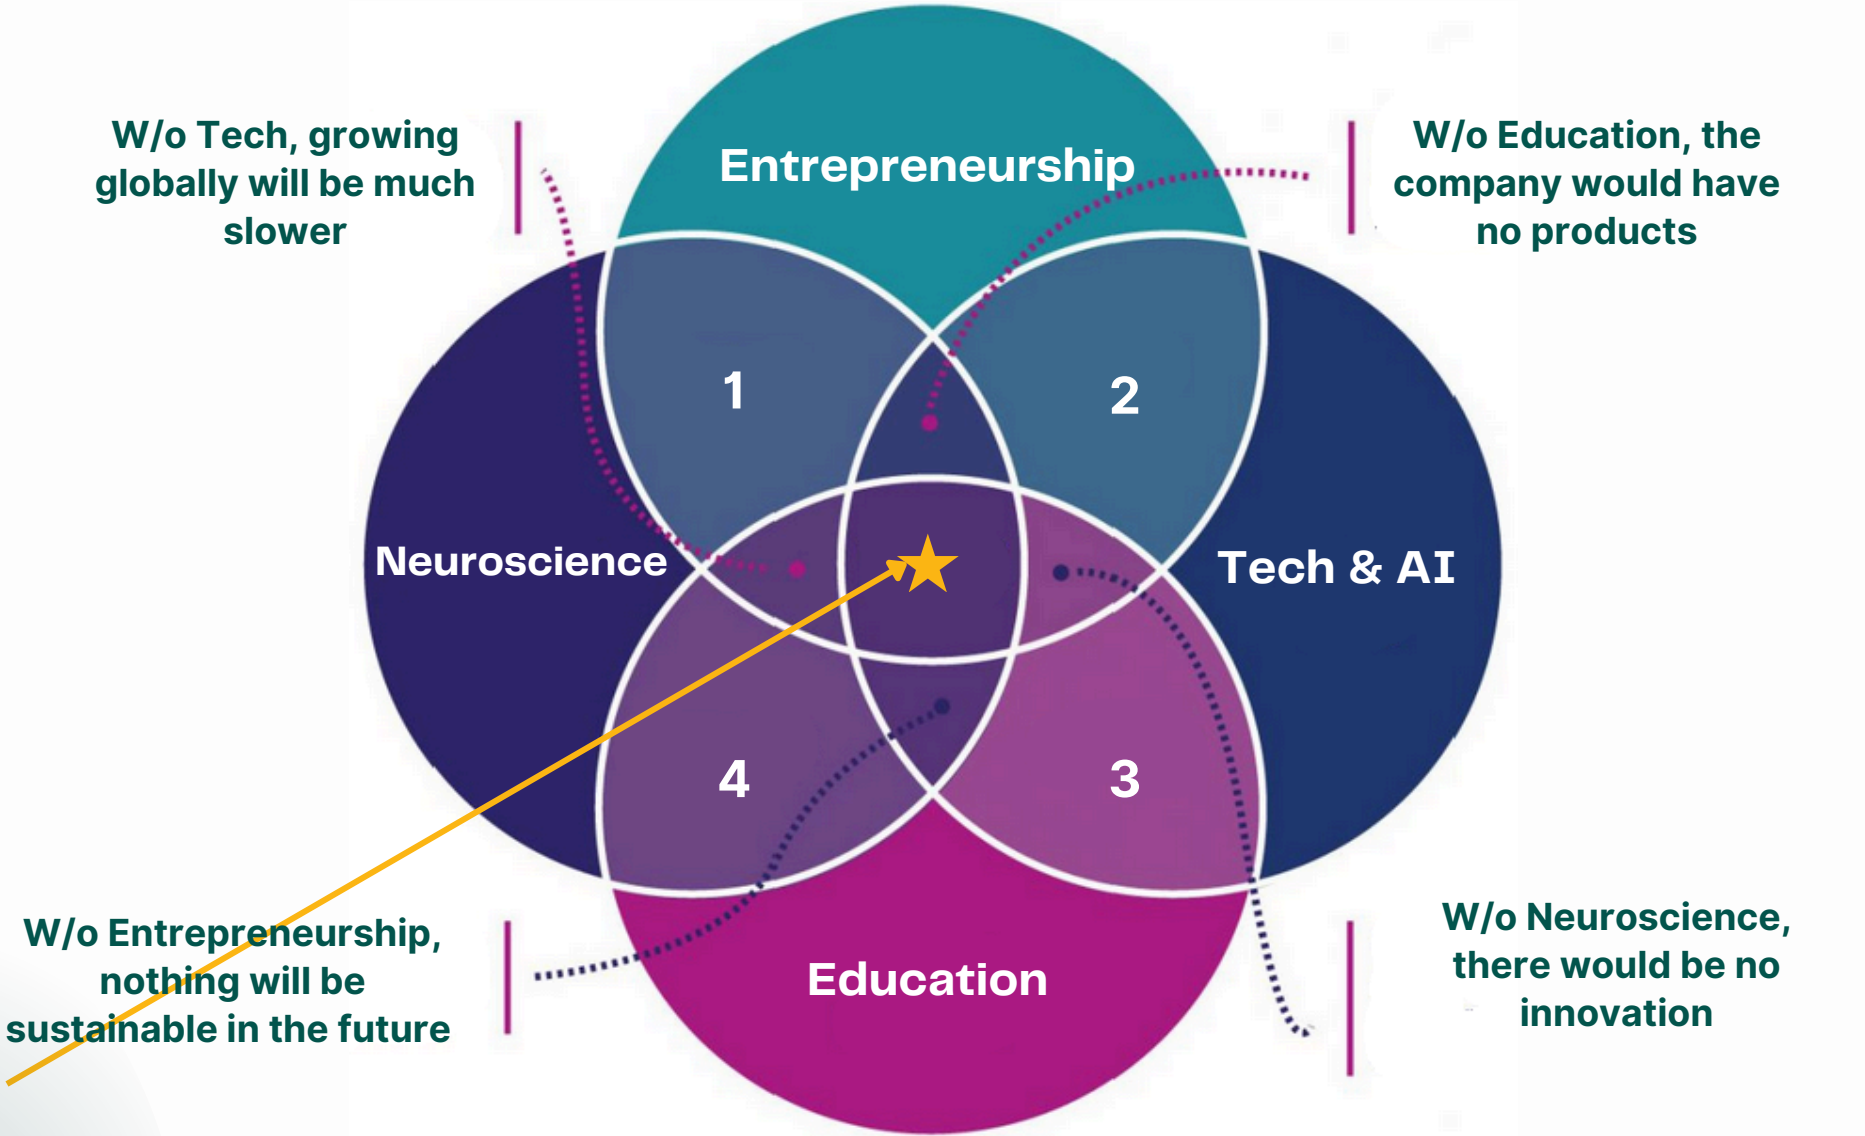 Entrepreneurship
W/o Tech, growing
globally will be much
slower
W/o Education, the
company would have
no products
1
2
Neuroscience
Tech & AI
4
3
W/o Entrepreneurship,
nothing will be
sustainable in the future
Education
W/o Neuroscience,
there would be no
innovation